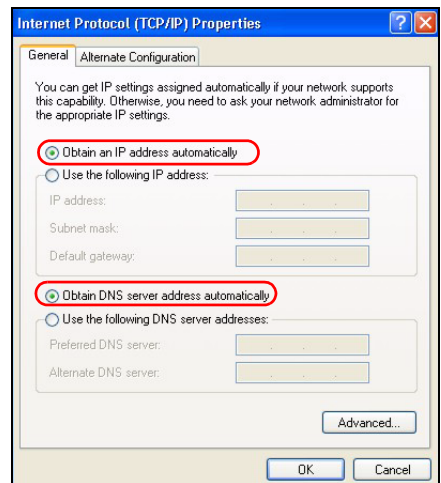 Internet Protocol (TCP/IP) Properties
General
Alternate Configuration
You can get IP settings assigned automatically if your network supports
this capability. Otherwise, you need to ask your network administrator for
the appropriate IP settings.
Obtain an IP address automatically
Use the following IP address:
IP address:
Subnet mask:
Default gateway:
Obtain DNS server address automatically
Use the following DNS server addresses:
Preferred DNS server:
Alternate DNS server:
Advanced...
OK
Cancel